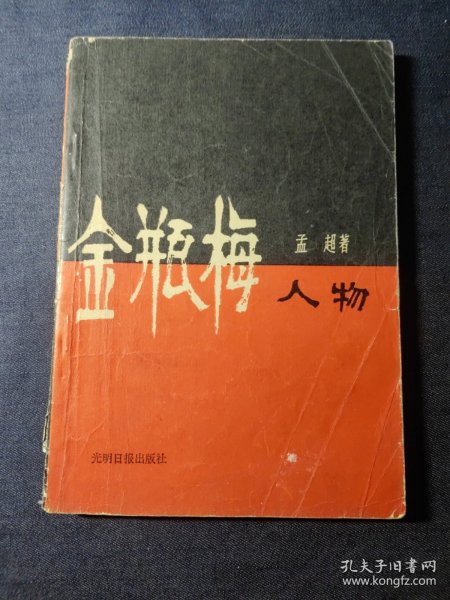 金瓶梅
孟 超著
人物
光明日报出版社
孔夫子旧书网
www.kongfz.com